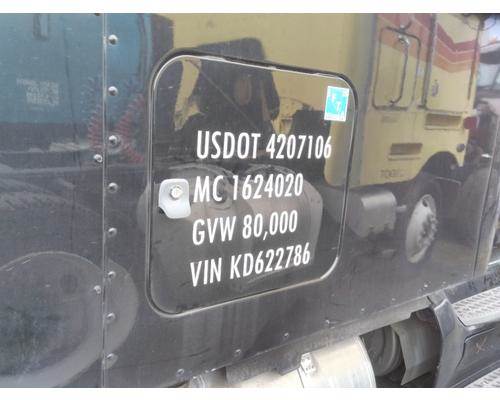 USDOT 4207106
MC 1624020
GVW 80,000
VIN KD622786